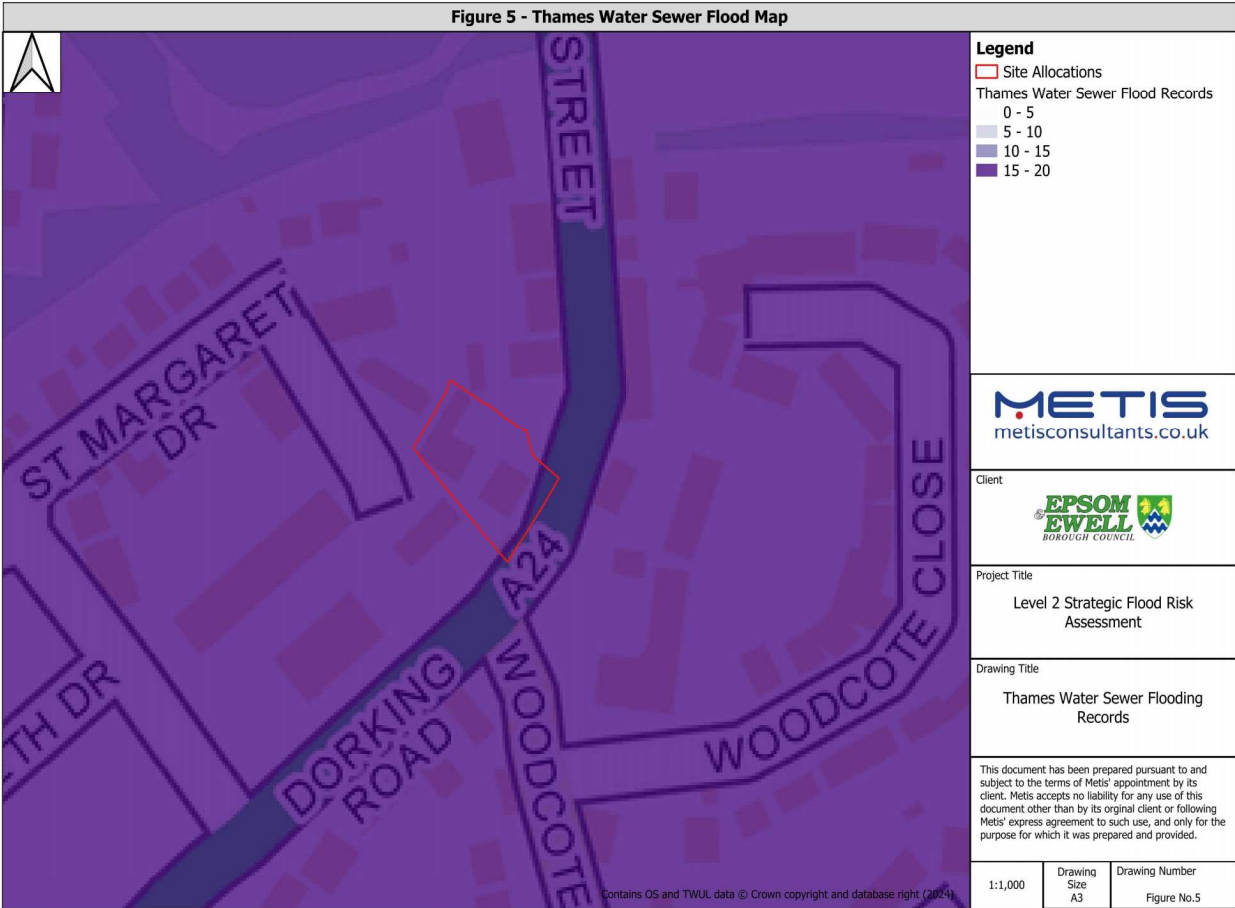 Figure 5 - Thames Water Sewer Flood Map
STREET
ST MARGARET
DR
TH DR
A24
DORKING
ROAD
WOODCOTE
WOODCOTE CLOSE
Contains OS and TWUL data © Crown copyright and database right (2024)
Legend
Site Allocations
Thames Water Sewer Flood Records
0 - 5
5 - 10
10 - 15
15 - 20
METIS
metisconsultants.co.uk
Client
EPSOM
& EWELL
BOROUGH COUNCIL
Project Title
Level 2 Strategic Flood Risk
Assessment
Drawing Title
Thames Water Sewer Flooding
Records
This document has been prepared pursuant to and
subject to the terms of Metis' appointment by its
client. Metis accepts no liability for any use of this
document other than by its orginal client or following
Metis' express agreement to such use, and only for the
purpose for which it was prepared and provided.
1:1,000
Drawing
Size
A3
Drawing Number
Figure No.5